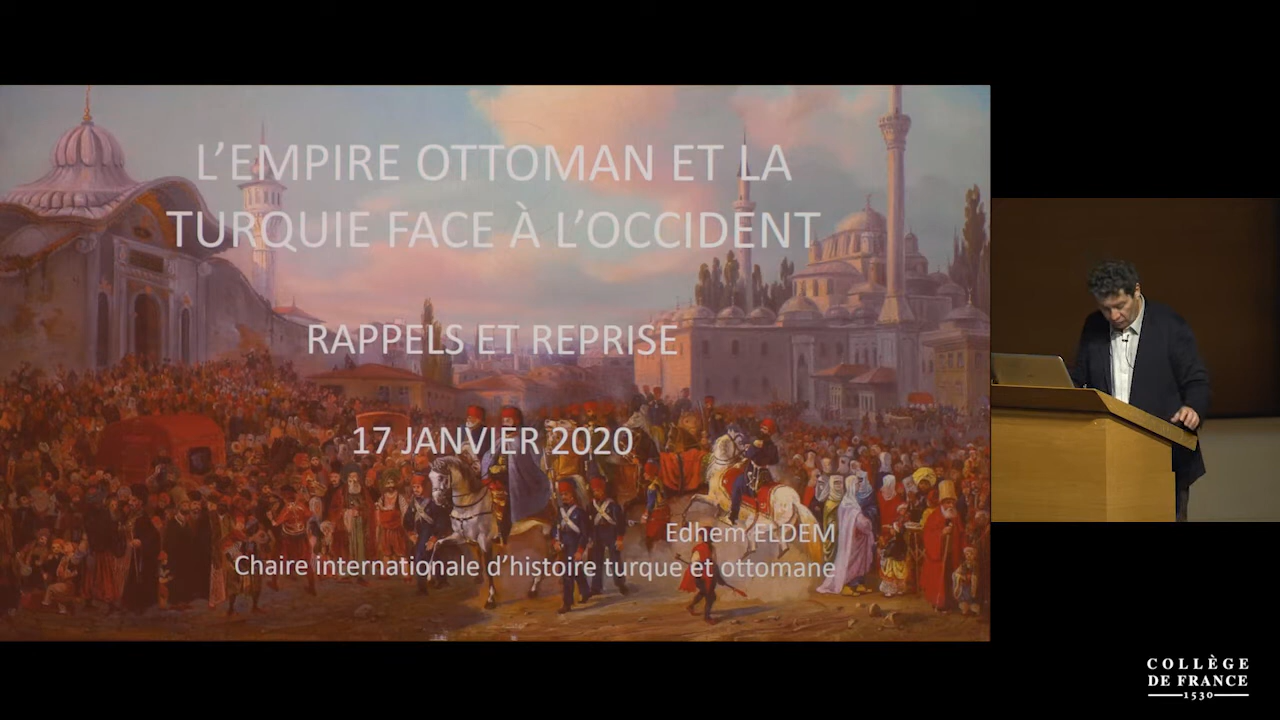 L’EMPIRE OTTOMAN ET LA
TURQUIE FACE À L’OCCIDENT
RAPPELS ET REPRISE
17 JANVIER 2020
Edhem ELDEM
Chaire internationale d’histoire turque et ottomane
COLLÈGE
DE FRANCE
1530